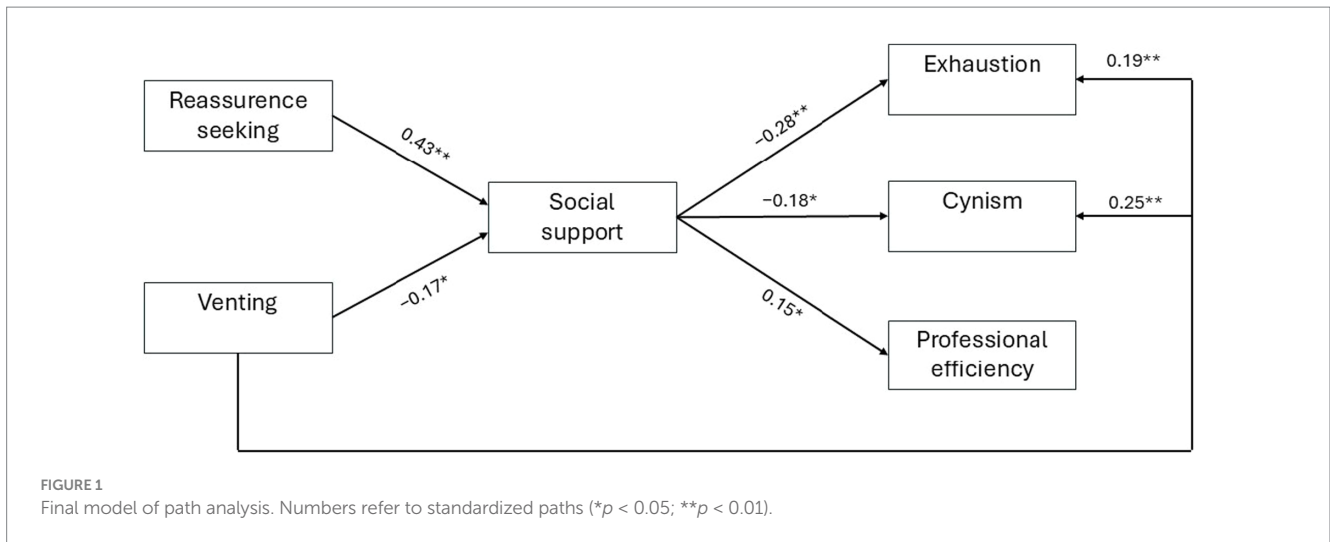 Reassurence
seeking
0.43**
Venting
−0.17*
Social
support
−0.28**
−0.18*
0.15*
Exhaustion
0.19**
Cynism
0.25**
Professional
efficiency
FIGURE 1
Final model of path analysis. Numbers refer to standardized paths (*p < 0.05; **p < 0.01).